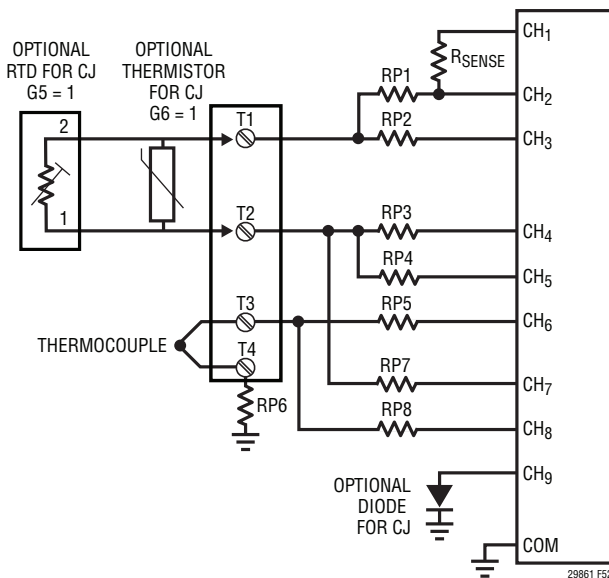 OPTIONAL
RTD FOR CJ
G5 = 1
OPTIONAL
THERMISTOR
FOR CJ
G6 = 1
2
1
T1
T2
T3
T4
THERMOCOUPLE
RP6
RSENSE
RP1
RP2
RP3
RP4
RP5
RP7
RP8
OPTIONAL
DIODE
FOR CJ
CH1
CH2
CH3
CH4
CH5
CH6
CH7
CH8
CH9
COM
29861 F52